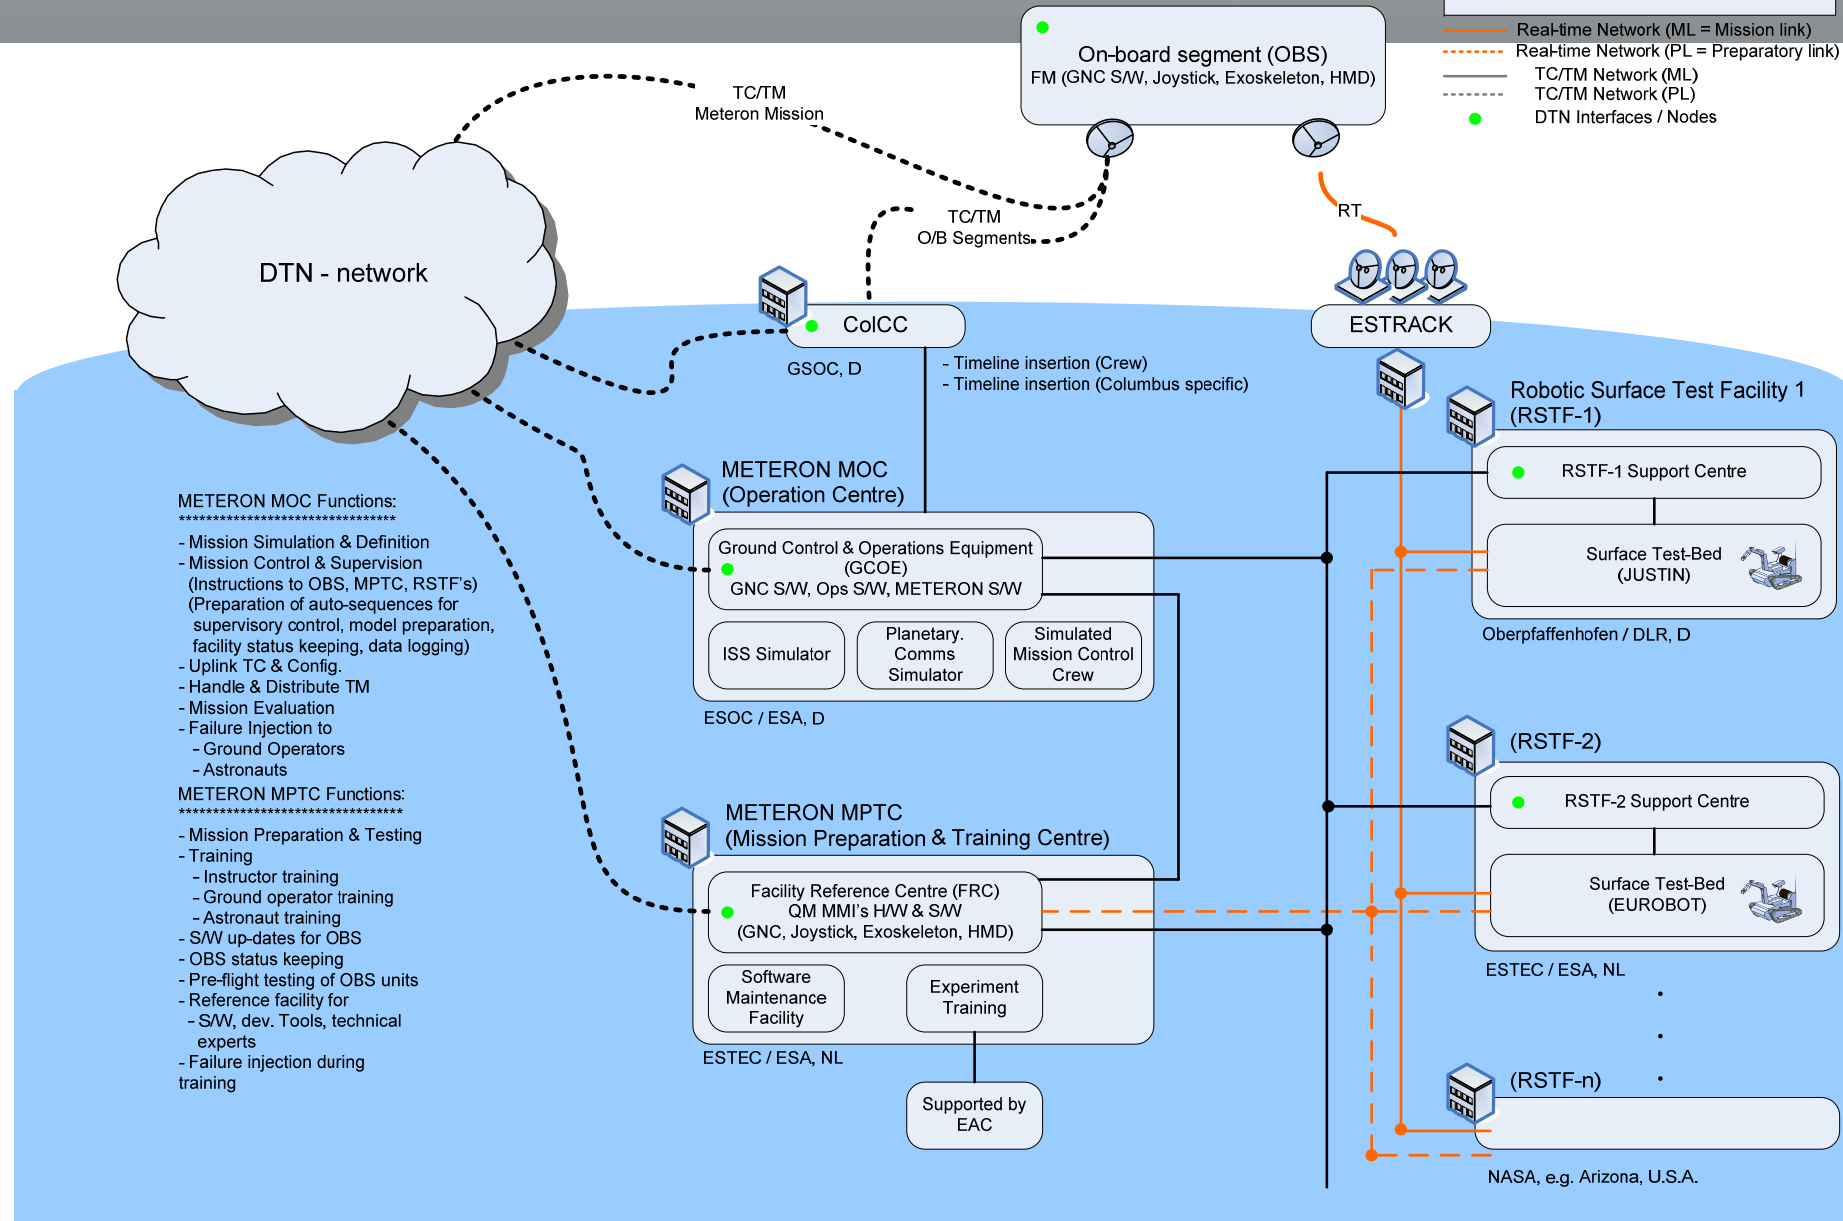 On-board segment (OBS)
FM (GNC S/W, Joystick, Exoskeleton, HMD)
Real-time Network (ML = Mission link)
Real-time Network (PL = Preparatory link)
TC/TM Network (ML)
TC/TM Network (PL)
DTN Interfaces / Nodes
TC/TM
Meteron Mission
TC/TM
O/B Segments
RT
DTN - network
ColCC
GSOC, D
- Timeline insertion (Crew)
- Timeline insertion (Columbus specific)
ESTRACK
METERON MOC Functions:
********************************
- Mission Simulation & Definition
- Mission Control & Supervision
(Instructions to OBS, MPTC, RSTF's)
(Preparation of auto-sequences for
supervisory control, model preparation,
facility status keeping, data logging)
- Uplink TC & Config.
- Handle & Distribute TM
- Mission Evaluation
- Failure Injection to
- Ground Operators
- Astronauts
METERON MPTC Functions:
*********************************
- Mission Preparation & Testing
- Training
- Instructor training
- Ground operator training
- Astronaut training
- S/W up-dates for OBS
- OBS status keeping
- Pre-flight testing of OBS units
- Reference facility for
- S/W, dev. Tools, technical
experts
- Failure injection during
training
METERON MOC
(Operation Centre)
Ground Control & Operations Equipment
(GCOE)
GNC S/W, Ops S/W, METERON S/W
ISS Simulator
Planetary.
Comms
Simulator
Simulated
Mission Control
Crew
ESOC / ESA, D
METERON MPTC
(Mission Preparation & Training Centre)
Facility Reference Centre (FRC)
QM MMI's H/W & S/W
(GNC, Joystick, Exoskeleton, HMD)
Software
Maintenance
Facility
Experiment
Training
ESTEC / ESA, NL
Supported by
EAC
Robotic Surface Test Facility 1
(RSTF-1)
RSTF-1 Support Centre
Surface Test-Bed
(JUSTIN)
Oberpfaffenhofen / DLR, D
(RSTF-2)
RSTF-2 Support Centre
Surface Test-Bed
(EUROBOT)
ESTEC / ESA, NL
.
.
.
(RSTF-n)
NASA, e.g. Arizona, U.S.A.